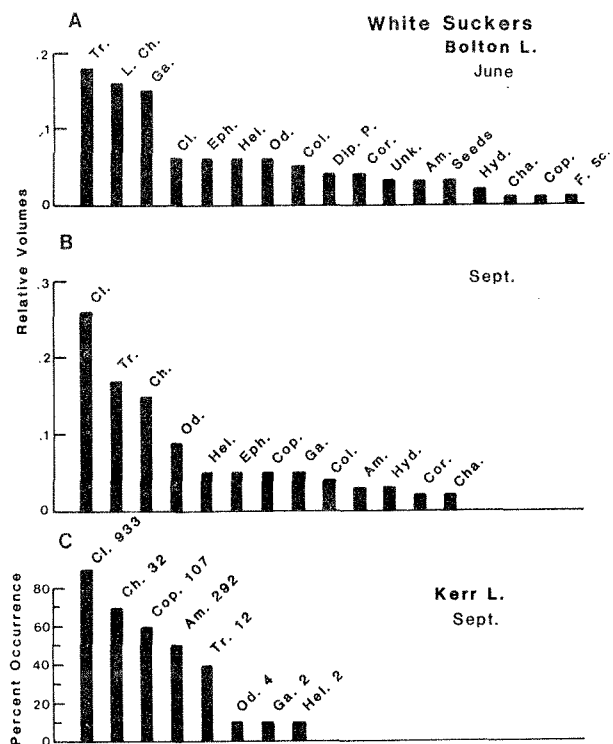 A
White Suckers
Bolton L.
June
Relative Volumes
.2
.1
0
Tr.
L. Ch.
Ga.
Cl.
Eph.
Hel.
Od.
Col.
Dip. P.
Cor.
Unk.
Am.
Seeds
Hyd.
Cha.
Cop.
F. Sc.
B
Sept.
.3
.2
.1
0
Cl.
Tr.
Ch.
Od.
Hel.
Eph.
Cop.
Ga.
Col.
Am.
Hyd.
Cor.
Cha.
C
Kerr L.
Sept.
Percent Occurrence
80
60
40
20
0
Cl. 933
Ch. 32
Cop. 107
Am. 292
Tr. 12
Od. 4
Ga. 2
Hel. 2